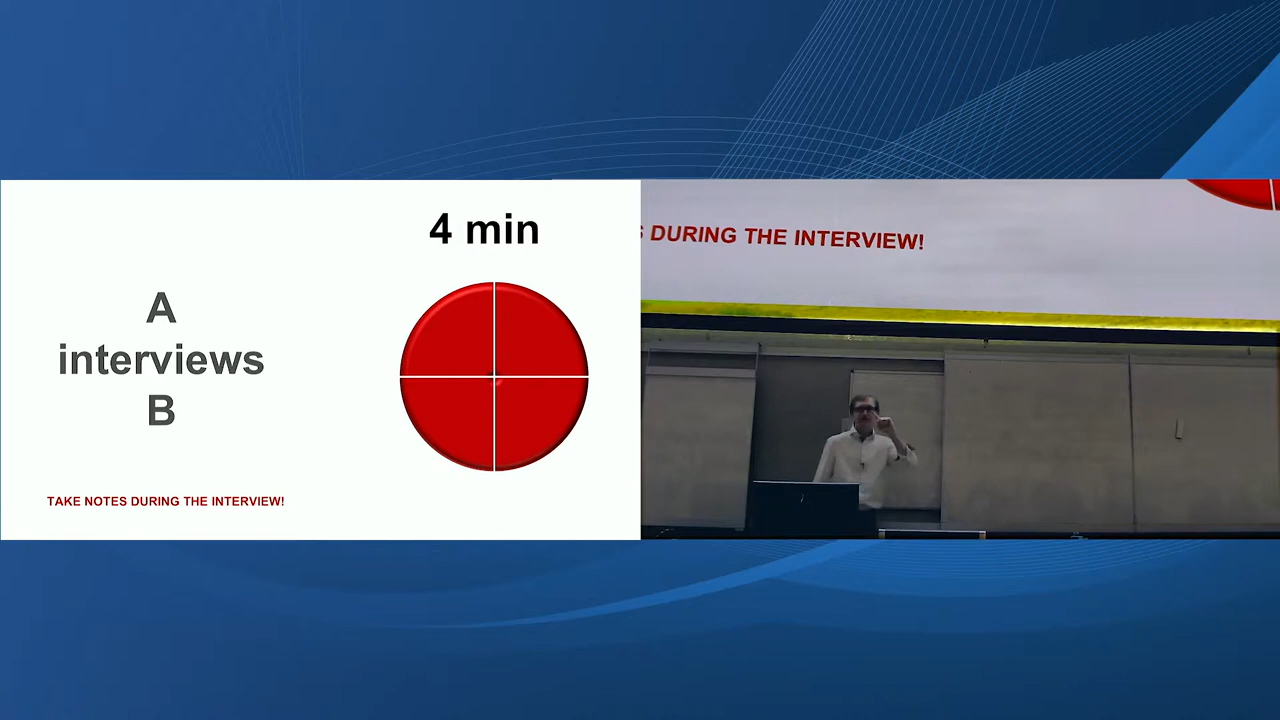 4 min
A
interviews
B
TAKE NOTES DURING THE INTERVIEW!
DURING THE INTERVIEW!